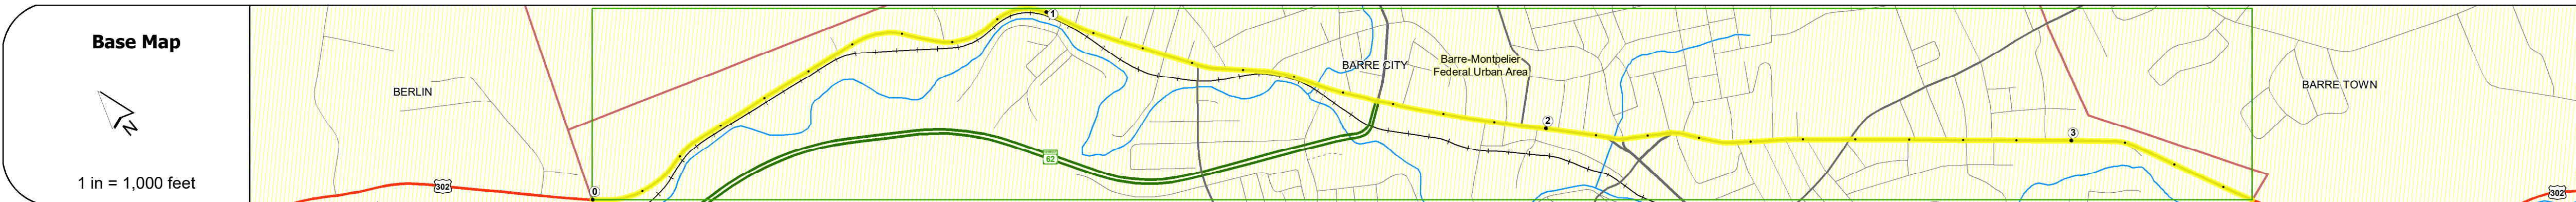 Base Map
N
1 in = 1,000 feet
BERLIN
302
0
1
62
BARRE CITY
Barre-Montpelier
Federal Urban Area
2
3
BARRE TOWN
302